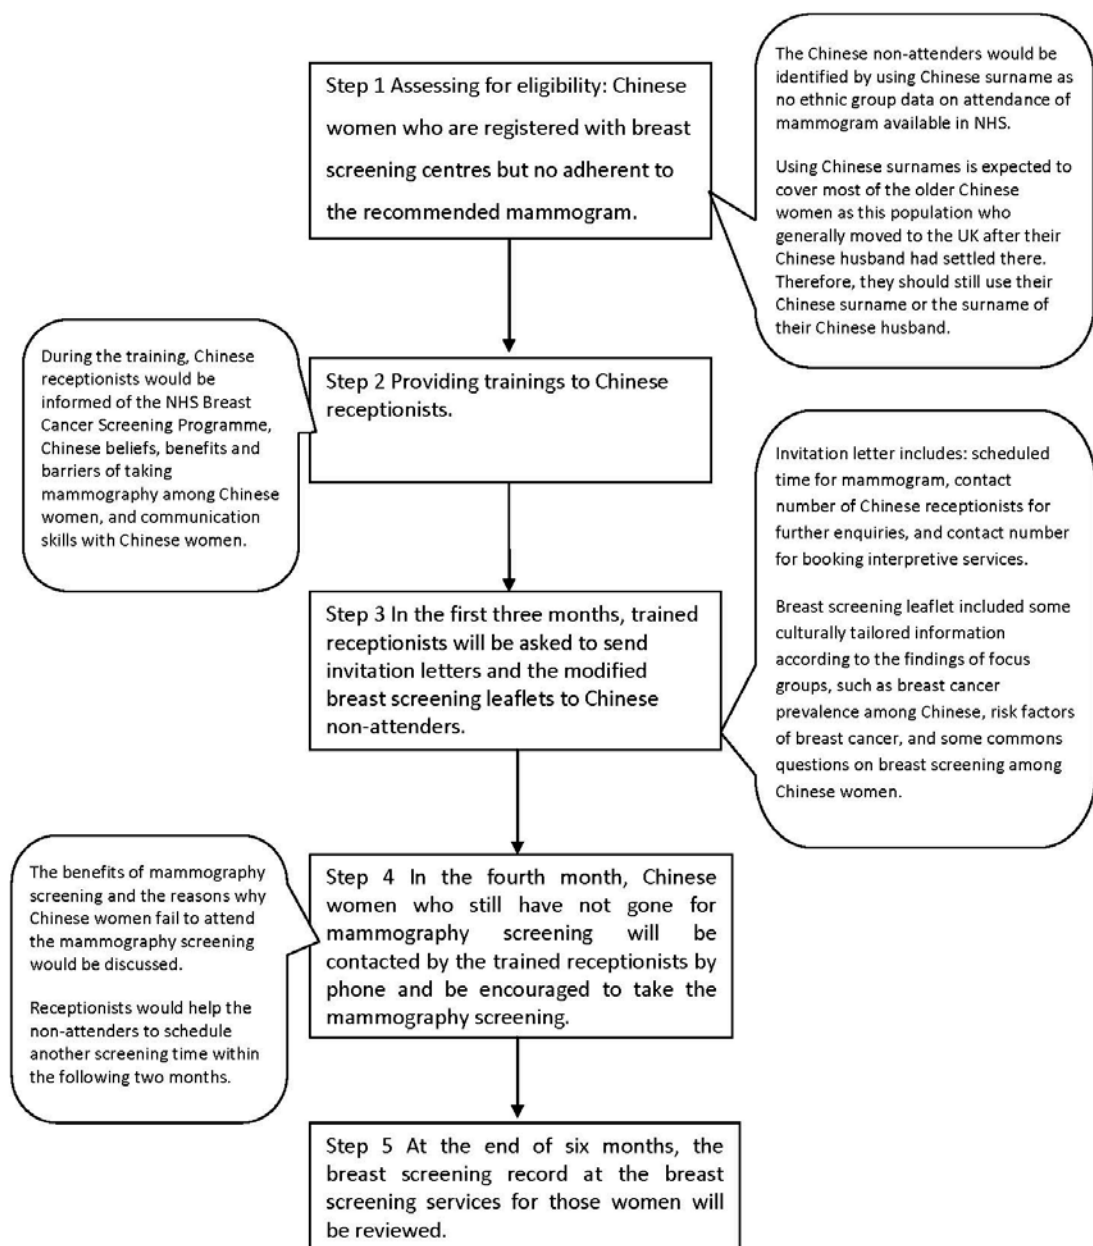 Step 1 Assessing for eligibility: Chinese
women who are registered with breast
screening centres but no adherent to
the recommended mammogram.
The Chinese non-attenders would be
identified by using Chinese surname as
no ethnic group data on attendance of
mammogram available in NHS.
Using Chinese surnames is expected to
cover most of the older Chinese
women as this population who
generally moved to the UK after their
Chinese husband had settled there.
Therefore, they should still use their
Chinese surname or the surname of
their Chinese husband.
During the training, Chinese
receptionists would be
informed of the NHS Breast
Cancer Screening Programme,
Chinese beliefs, benefits and
barriers of taking
mammography among Chinese
women, and communication
skills with Chinese women.
Step 2 Providing trainings to Chinese
receptionists.
Step 3 In the first three months, trained
receptionists will be asked to send
invitation letters and the modified
breast screening leaflets to Chinese
non-attenders.
Invitation letter includes: scheduled
time for mammogram, contact
number of Chinese receptionists for
further enquiries, and contact number
for booking interpretive services.
Breast screening leaflet included some
culturally tailored information
according to the findings of focus
groups, such as breast cancer
prevalence among Chinese, risk factors
of breast cancer, and some commons
questions on breast screening among
Chinese women.
The benefits of mammography
screening and the reasons why
Chinese women fail to attend
the mammography screening
would be discussed.
Receptionists would help the
non-attenders to schedule
another screening time within
the following two months.
Step 4 In the fourth month, Chinese
women who still have not gone for
mammography screening will be
contacted by the trained receptionists by
phone and be encouraged to take the
mammography screening.
Step 5 At the end of six months, the
breast screening record at the breast
screening services for those women will
be reviewed.